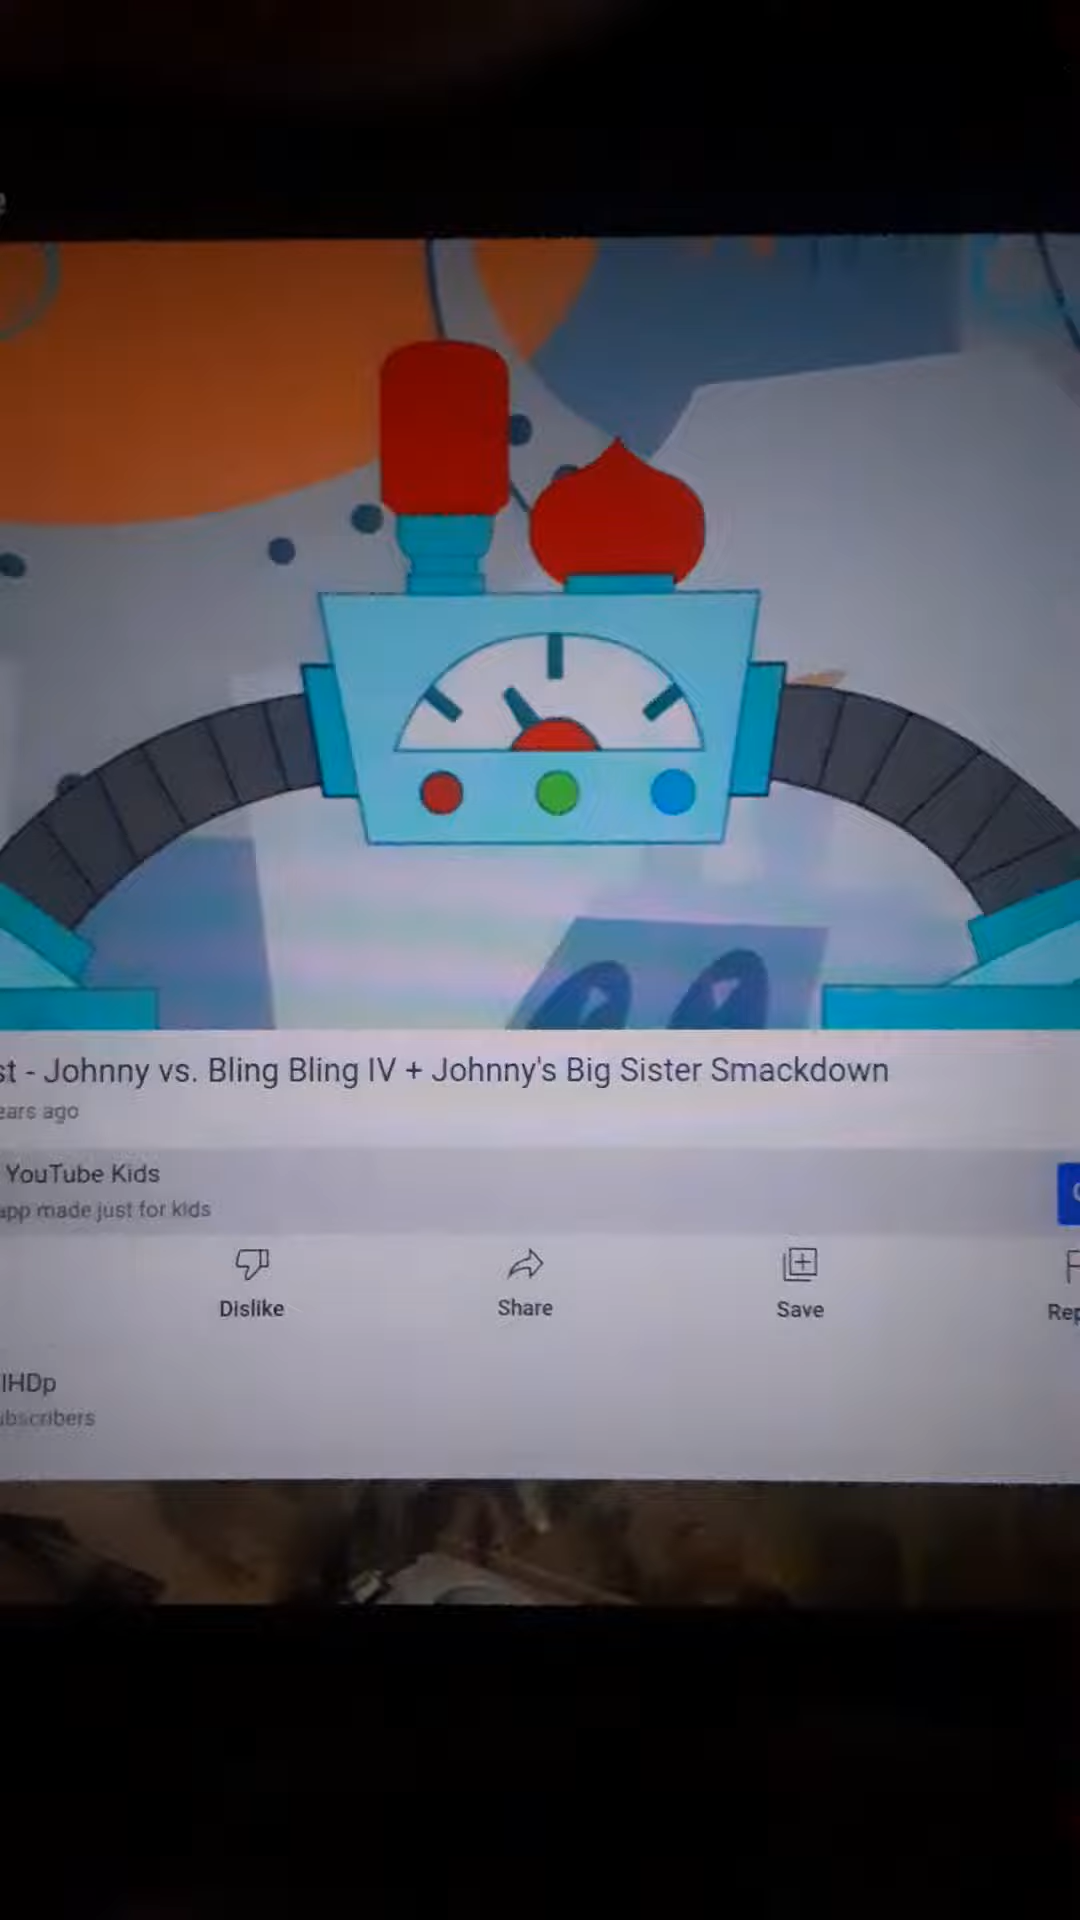 st - Johnny vs. Bling Bling IV + Johnny's Big Sister Smackdown
ears ago
YouTube Kids
app made just for kids
Dislike
Share
Save
Rep
IHDp
ubscribers